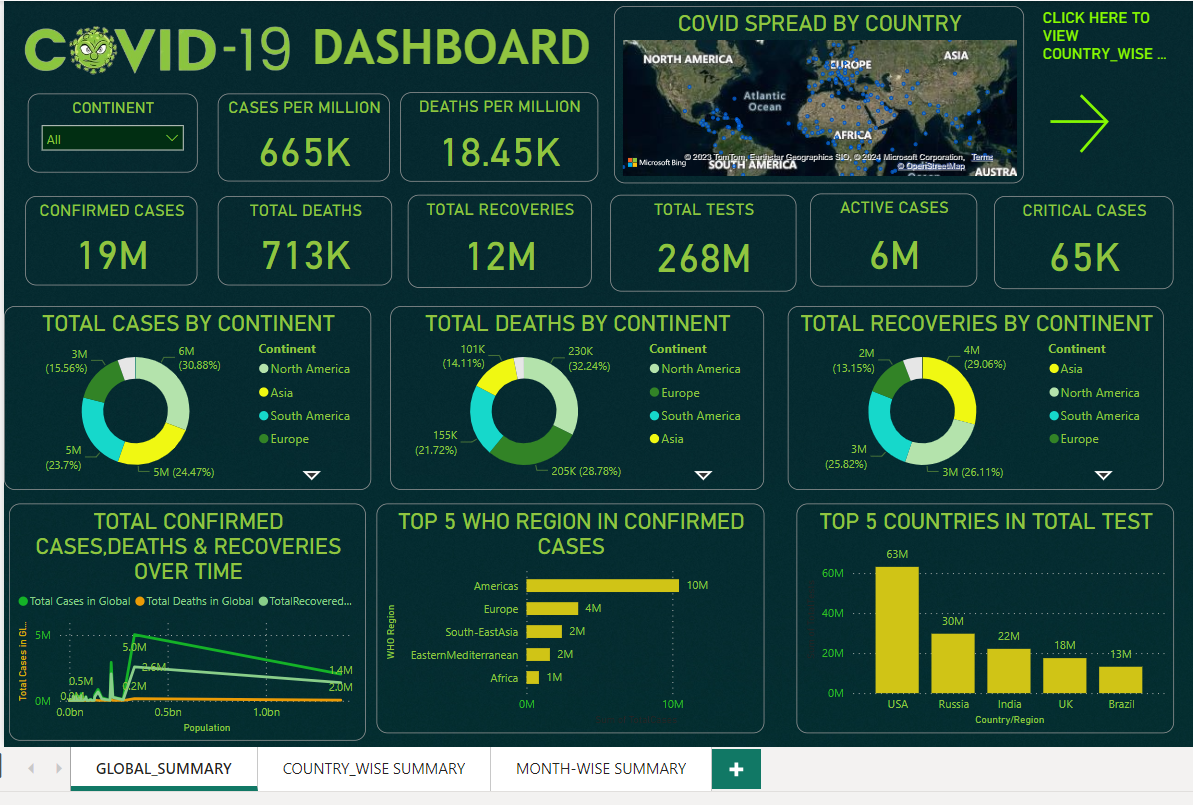 COVID-19 DASHBOARD
CONTINENT
All
CASES PER MILLION
665K
DEATHS PER MILLION
18.45K
COVID SPREAD BY COUNTRY
NORTH AMERICA
EUROPE
ASIA
Atlantic
Ocean
AFRICA
SOUTH AMERICA
AUSTRA
Microsoft Bing
© 2023 TomTom, Earthstar Geographics SIO, © 2024 Microsoft Corporation, Terms
© OpenStreetMap
CLICK HERE TO
VIEW
COUNTRY_WISE ...
CONFIRMED CASES
19M
TOTAL DEATHS
713K
TOTAL RECOVERIES
12M
TOTAL TESTS
268M
ACTIVE CASES
6M
CRITICAL CASES
65K
TOTAL CASES BY CONTINENT
3M
(15.56%)
6M
(30.88%)
5M
(23.7%)
5M (24.47%)
Continent
North America
Asia
South America
Europe
TOTAL DEATHS BY CONTINENT
101K
(14.11%)
230K
(32.24%)
155K
(21.72%)
205K (28.78%)
Continent
North America
Europe
South America
Asia
TOTAL RECOVERIES BY CONTINENT
2M
(13.15%)
4M
(29.06%)
3M
(25.82%)
3M (26.11%)
Continent
Asia
North America
South America
Europe
TOTAL CONFIRMED
CASES,DEATHS & RECOVERIES
OVER TIME
Total Cases in Global Total Deaths in Global TotalRecovered...
Total Cases in Gl...
5M
0M
5.0M
2.6M
0.5M
0.0M
0.2M
1.4M
2.0M
0.0bn 0.5bn 1.0bn
Population
TOP 5 WHO REGION IN CONFIRMED
CASES
WHO Region
Americas 10M
Europe 4M
South-EastAsia 2M
EasternMediterranean 2M
Africa 1M
0M 10M
TOP 5 COUNTRIES IN TOTAL TEST
60M
40M
20M
0M
63M
30M
22M
18M
13M
USA Russia India UK Brazil
Country/Region
GLOBAL_SUMMARY COUNTRY_WISE SUMMARY MONTH-WISE SUMMARY +